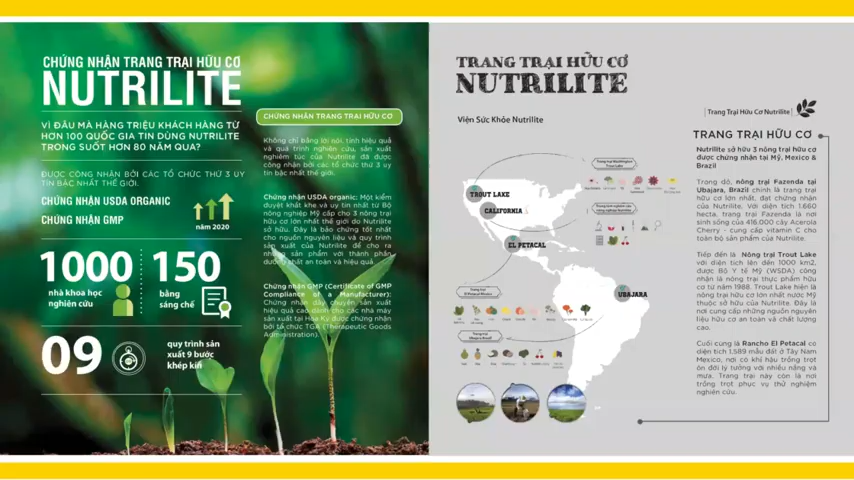 CHỨNG NHẬN TRANG TRẠI HỮU CƠ
NUTRILITE
VÌ ĐÂU MÀ HÀNG TRIỆU KHÁCH HÀNG TỪ
HƠN 100 QUỐC GIA TIN DÙNG NUTRILITE
TRONG SUỐT HƠN 80 NĂM QUA?
ĐƯỢC CÔNG NHẬN BỞI CÁC TỔ CHỨC THỨ 3 UY
TÍN BẬC NHẤT THẾ GIỚI.
CHỨNG NHẬN USDA ORGANIC
CHỨNG NHẬN GMP
năm 2020
1000
nhà khoa học
nghiên cứu
150
bằng
sáng chế
09
quy trình sản
xuất 9 bước
khép kín
CHỨNG NHẬN TRANG TRẠI HỮU CƠ
Không chỉ bằng lời nói, tính hiệu quả
và quá trình nghiên cứu, sản xuất
nghiêm túc của Nutrilite đã được
công nhận bởi các tổ chức thứ 3 uy
tín bậc nhất thế giới.
Chứng nhận USDA organic: Một kiểm
duyệt khắt khe và uy tín nhất từ Bộ
nông nghiệp Mỹ cấp cho 3 nông trại
hữu cơ lớn nhất thế giới do Nutrilite
sở hữu. Đây là bảo chứng tốt nhất
cho nguồn nguyên liệu và quy trình
sản xuất của Nutrilite để cho ra
những sản phẩm với thành phần
dưỡng chất an toàn và hiệu quả.
Chứng nhận GMP (Certificate of GMP
Compliance of a Manufacturer):
Chứng nhận dây chuyền sản xuất
hiệu quả cao dành cho các nhà máy
sản xuất tại Hoa Kỳ được chứng nhận
bởi tổ chức TGA (Therapeutic Goods
Administration).
TRANG TRẠI HỮU CƠ
NUTRILITE
Viện Sức Khỏe Nutrilite
TROUT LAKE
CALIFORNIA
EL PETACAL
UBAJARA
Trang Trại Hữu Cơ Nutrilite
TRANG TRẠI HỮU CƠ
Nutrilite sở hữu 3 nông trại hữu cơ
được chứng nhận tại Mỹ, Mexico &
Brazil
Trong đó, nông trại Fazenda tại
Ubajara, Brazil chính là trang trại
hữu cơ lớn nhất, đạt chứng nhận
của Nutrilite. Với diện tích 1.660
hecta, trang trại Fazenda là nơi
sinh sống của 416.000 cây Acerola
Cherry - cung cấp vitamin C cho
toàn bộ sản phẩm của Nutrilite.
Tiếp đến là Nông trại Trout Lake
với diện tích lên đến 1000 km2,
được Bộ Y tế Mỹ (WSDA) công
nhận là nông trại thực phẩm hữu
cơ từ năm 1988. Trout Lake hiện là
nông trại hữu cơ lớn nhất nước Mỹ
thuộc sở hữu của Nutrilite. Đây là
nơi cung cấp những nguồn nguyên
liệu hữu cơ an toàn và chất lượng
cao.
Cuối cùng là Rancho El Petacal có
diện tích 1.589 mẫu đất ở Tây Nam
Mexico, nơi có khí hậu trồng trọt
ôn đới lý tưởng với nhiều nắng và
mưa. Trang trại này còn là nơi
trồng trọt phục vụ thử nghiệm
nghiên cứu.